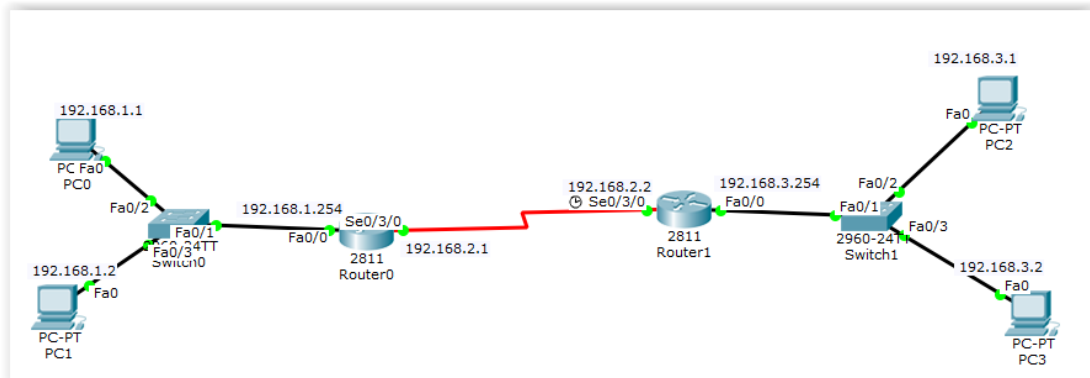 192.168.1.1
PC Fa0
PC0
Fa0/2
Fa0/1
Fa0/3
Switch0
192.168.1.2
Fa0
PC-PT
PC1
192.168.1.254
Fa0/0
Se0/3/0
2811
Router0
192.168.2.1
192.168.2.2
Se0/3/0
2811
Router1
192.168.3.254
Fa0/0
Fa0/1
Fa0/2
Fa0/3
2960-24TT
Switch1
192.168.3.1
Fa0
PC-PT
PC2
192.168.3.2
Fa0
PC-PT
PC3